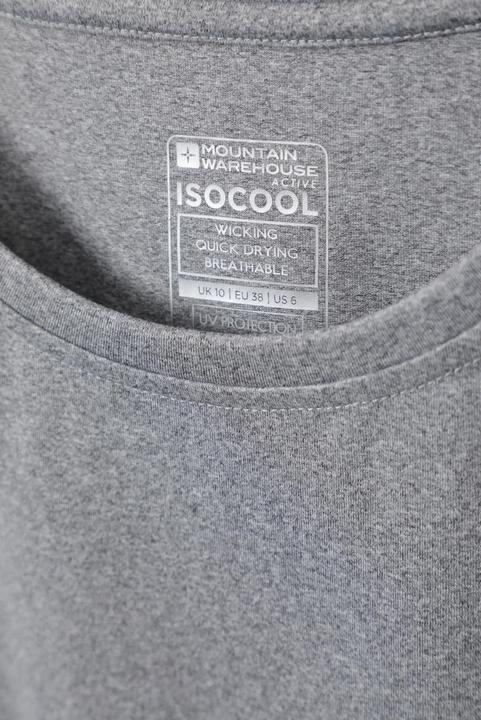 MOUNTAIN
WAREHOUSE
ACTIVE
ISOCOOL
WICKING
QUICK DRYING
BREATHABLE
UK 10 | EU 38 | US 6
UV PROTECTION